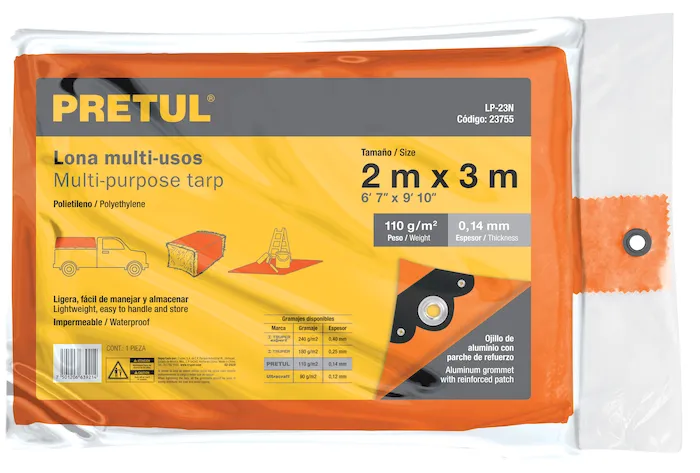 PRETUL®
LP-23N
Código: 23755
Lona multi-usos
Multi-purpose tarp
Polietileno / Polyethylene
Tamaño / Size
2 m x 3 m
6' 7" x 9' 10"
110 g/m²
Peso / Weight
0,14 mm
Espesor / Thickness
Ligera, fácil de manejar y almacenar
Lightweight, easy to handle and store
Impermeable / Waterproof
Gramajes disponibles
Marca Gramaje Espesor
240 g/m2
TRUPER 180 g/m2 0,25 mm
PRETUL 110 g/m2 0,14 mm
90 g/m2 0,12 mm
CONT.: 1 PIEZA
Ojillo de
aluminio con
parche de refuerzo
Aluminum grommet
with reinforced patch